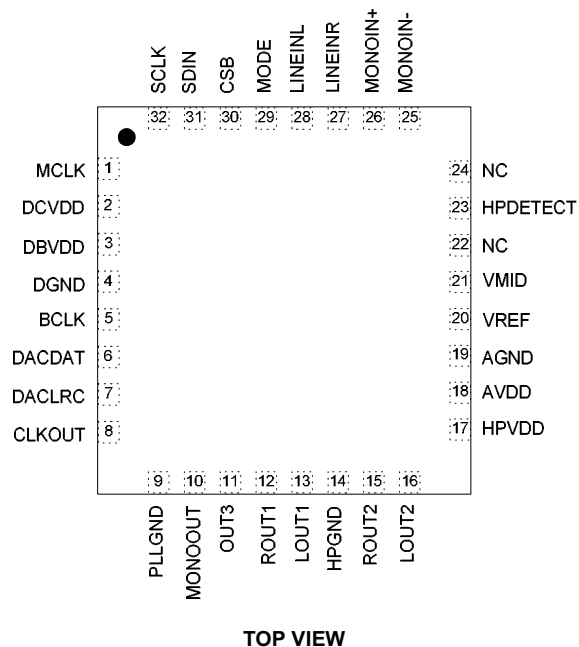 SCLK
SDIN
CSB
MODE
LINEINL
LINEINR
MONOIN+
MONOIN-
32 31 30 29 28 27 26 25
MCLK 1
DCVDD 2
DBVDD 3
DGND 4
BCLK 5
DACDAT 6
DACLRC 7
CLKOUT 8
24 NC
23 HPDETECT
22 NC
21 VMID
20 VREF
19 AGND
18 AVDD
17 HPVDD
9 10 11 12 13 14 15 16
PLLGND
MONOOUT
OUT3
ROUT1
LOUT1
HPGND
ROUT2
LOUT2
TOP VIEW